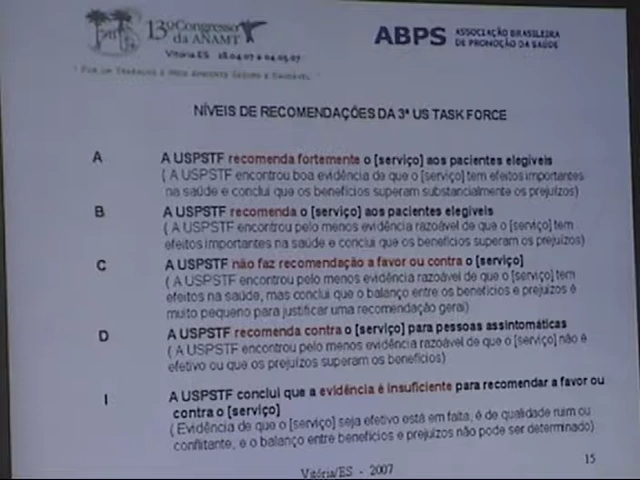 13º Congresso
da ANAMT
Vitória/ES
ABPS ASSOCIAÇÃO BRASILEIRA
DE PROMOÇÃO DA SAÚDE
NÍVEIS DE RECOMENDAÇÕES DA 3ª US TASK FORCE
A A USPSTF recomenda fortemente o [serviço] aos pacientes elegíveis
( A USPSTF encontrou boa evidência de que o [serviço] tem efeitos importantes
na saúde e conclui que os benefícios superam substancialmente os prejuízos)
B A USPSTF recomenda o [serviço] aos pacientes elegíveis
( A USPSTF encontrou pelo menos evidência razoável de que o [serviço] tem
efeitos importantes na saúde e conclui que os benefícios superam os prejuízos)
C A USPSTF não faz recomendação a favor ou contra o [serviço]
( A USPSTF encontrou pelo menos evidência razoável de que o [serviço] tem
efeitos na saúde, mas conclui que o balanço entre os benefícios e prejuízos é
muito pequeno para justificar uma recomendação geral)
D A USPSTF recomenda contra o [serviço] para pessoas assintomáticas
( A USPSTF encontrou pelo menos evidência razoável de que o [serviço] não é
efetivo ou que os prejuízos superam os benefícios)
I A USPSTF conclui que a evidência é insuficiente para recomendar a favor ou
contra o [serviço]
( Evidência de que o [serviço] seja efetivo está em falta, é de qualidade ruim ou
conflitante, e o balanço entre benefícios e prejuízos não pode ser determinado)
Vitória/ES - 2007
15